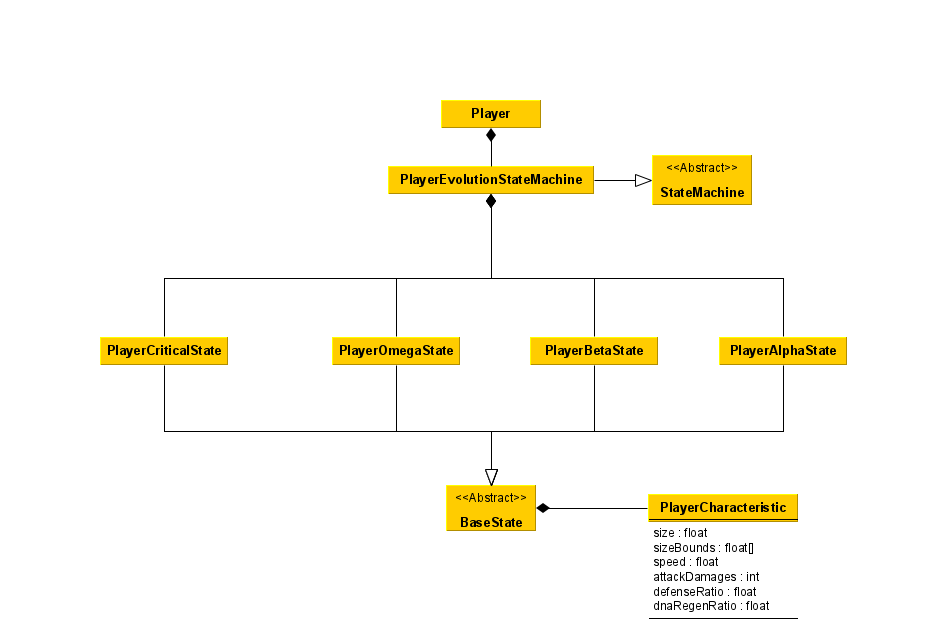 Player
PlayerEvolutionStateMachine
<<Abstract>>
StateMachine
PlayerCriticalState
PlayerOmegaState
PlayerBetaState
PlayerAlphaState
<<Abstract>>
BaseState
PlayerCharacteristic
size : float
sizeBounds : float[]
speed : float
attackDamages : int
defenseRatio : float
dnaRegenRatio : float